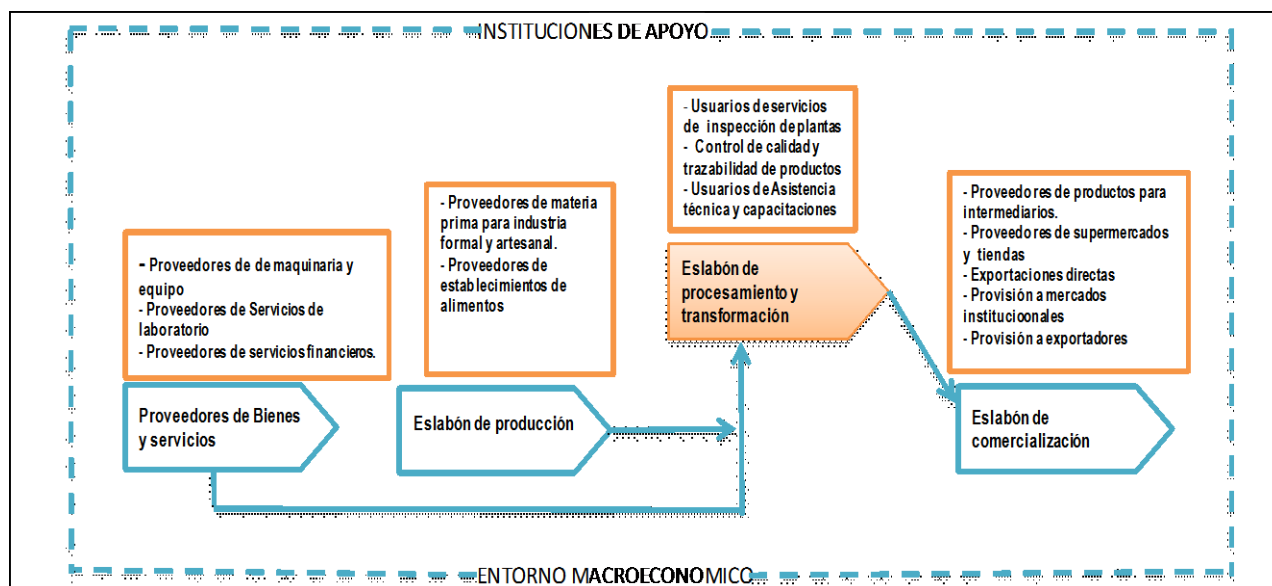 INSTITUCIONES DE APOYO
- Usuarios de servicios
de inspección de plantas
- Control de calidad y
trazabilidad de productos
- Usuarios de Asistencia
técnica y capacitaciones
- Proveedores de productos para
intermediarios.
- Proveedores de supermercados
y tiendas
- Exportaciones directas
- Provisión a mercados
institucioonales
- Provisión a exportadores
- Proveedores de materia
prima para industria
formal y artesanal.
- Proveedores de
establecimientos de
alimentos
- Proveedores de de maquinaria y
equipo
- Proveedores de Servicios de
laboratorio
- Proveedores de servicios financieros.
Eslabón de
procesamiento y
transformación
Proveedores de Bienes
y servicios
Eslabón de producción
Eslabón de
comercialización
ENTORNO MACROECONOMICO